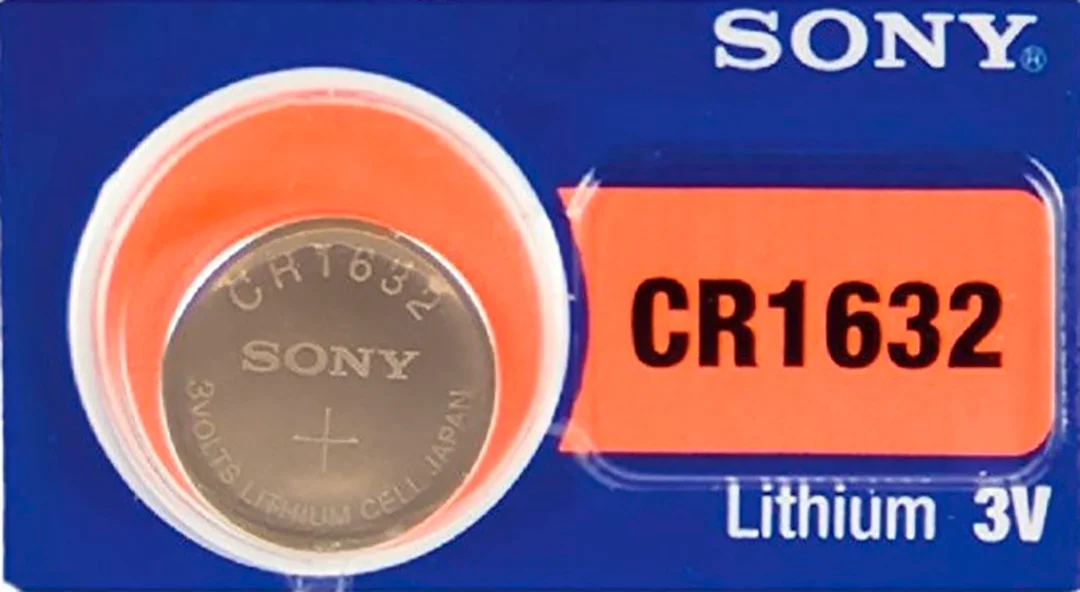 SONY®
CR1632
SONY
+
3VOLTS LITHIUM CELL JAPAN
CR1632
Lithium 3V